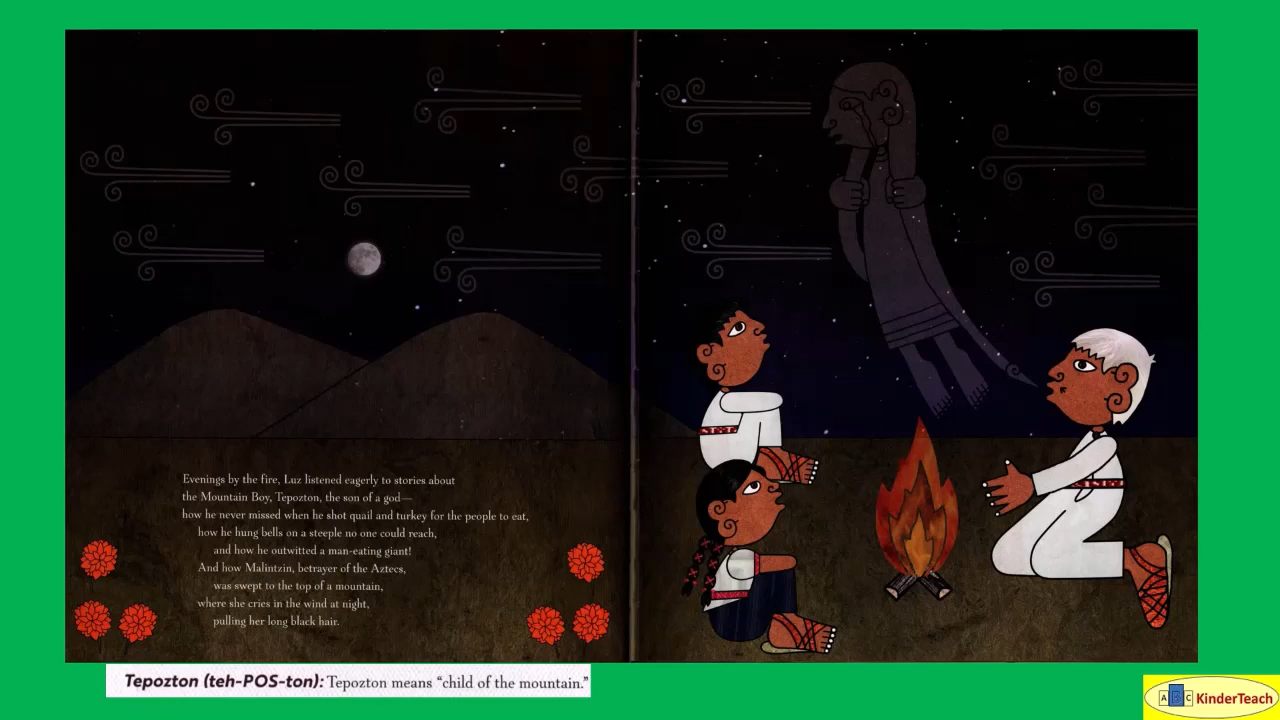 Evenings by the fire, Luz listened eagerly to stories about
the Mountain Boy, Tepozton, the son of a god—
how he never missed when he shot quail and turkey for the people to eat,
how he hung bells on a steeple no one could reach,
and how he outwitted a man-eating giant!
And how Malintzin, betrayer of the Aztecs,
was swept to the top of a mountain,
where she cries in the wind at night,
pulling her long black hair.
Tepozton (teh-POS-ton): Tepozton means “child of the mountain.”
A B C KinderTeach